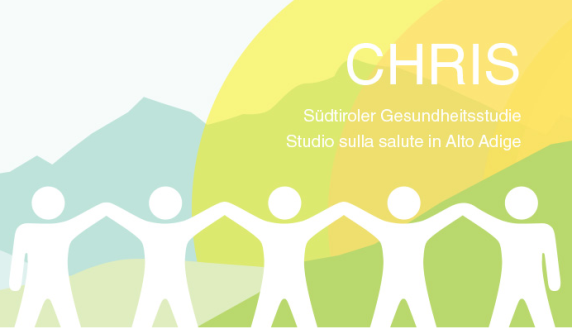 CHRIS
Südtiroler Gesundheitsstudie
Studio sulla salute in Alto Adige